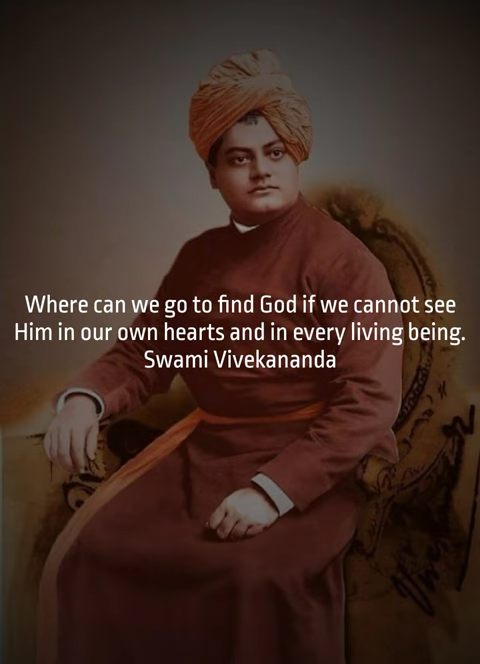 Where can we go to find God if we cannot see
Him in our own hearts and in every living being.
Swami Vivekananda